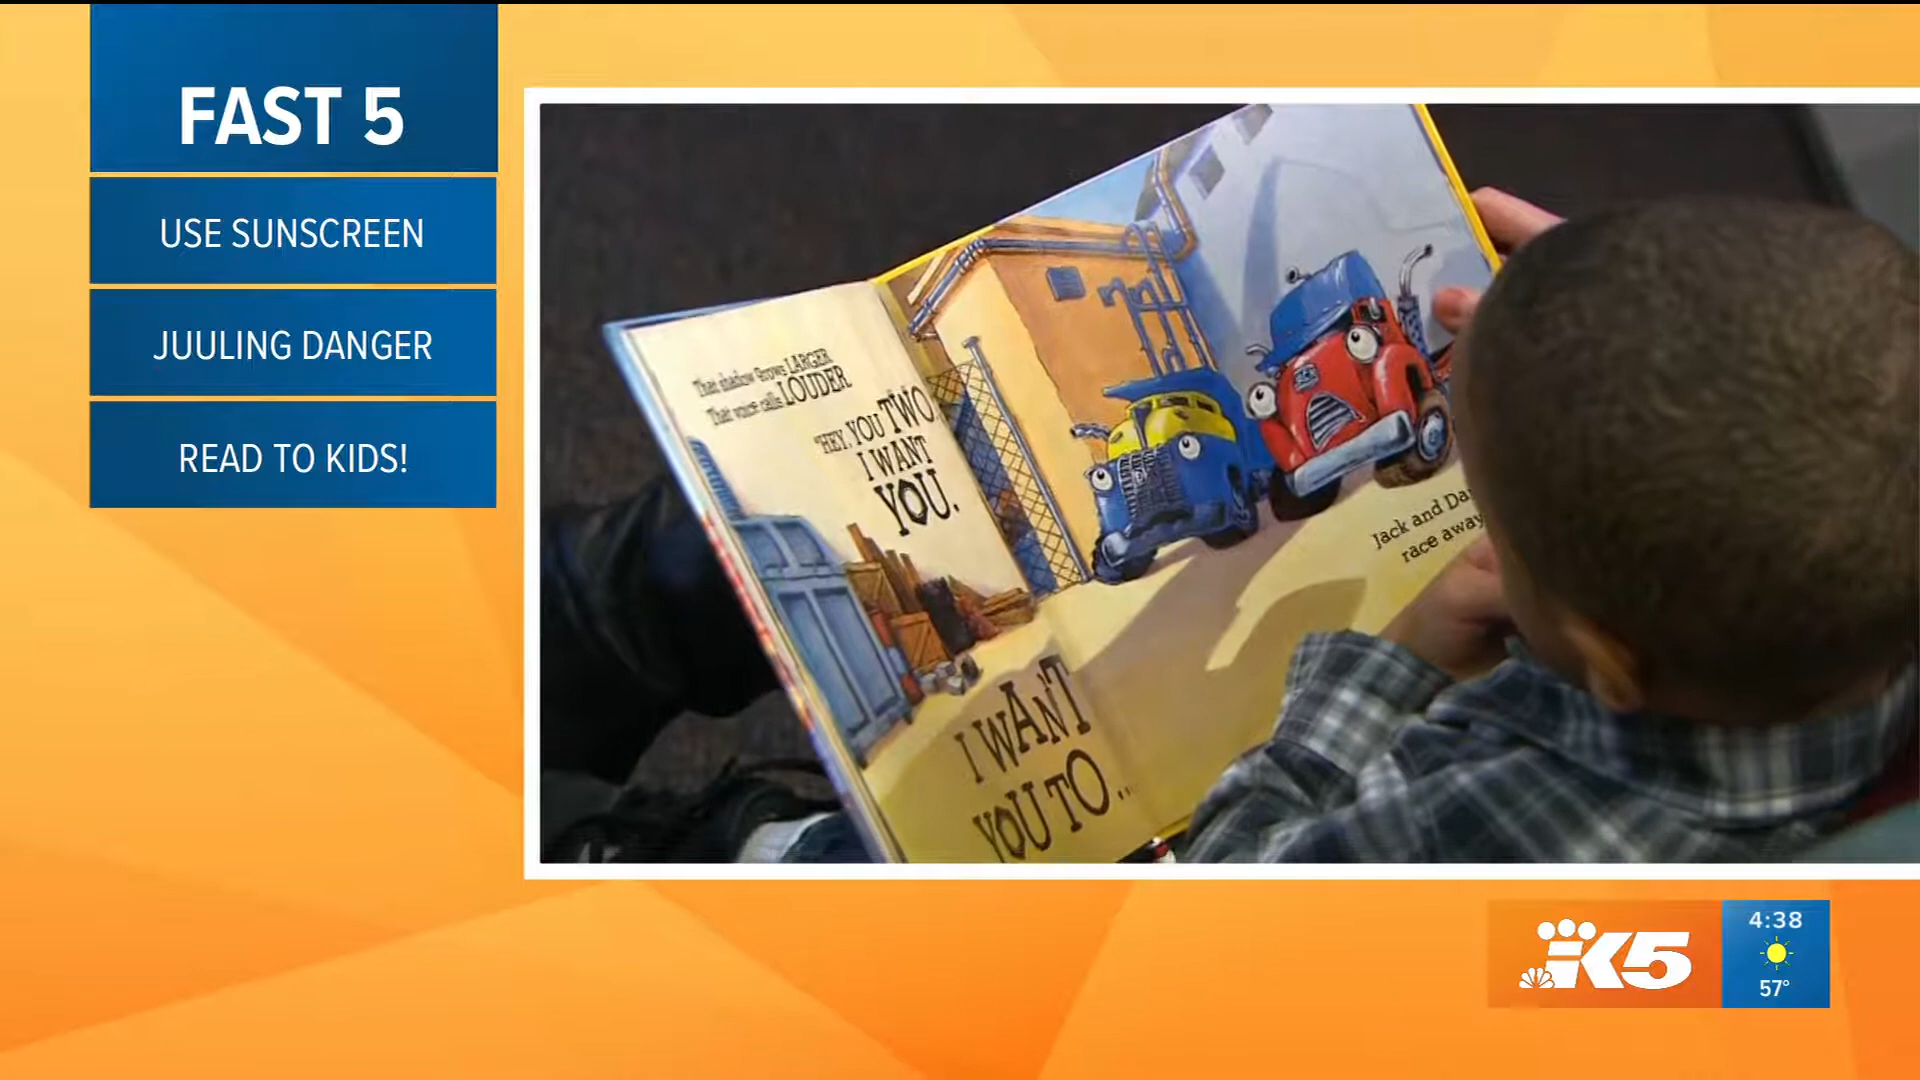 FAST 5
USE SUNSCREEN
JUULING DANGER
READ TO KIDS!
That shadow grows LARGER
That voice calls LOUDER
"HEY, YOU TWO
I WANT
YOU.
I WANT
YOU TO...
Jack and Da
race away
K5
4:38
57°